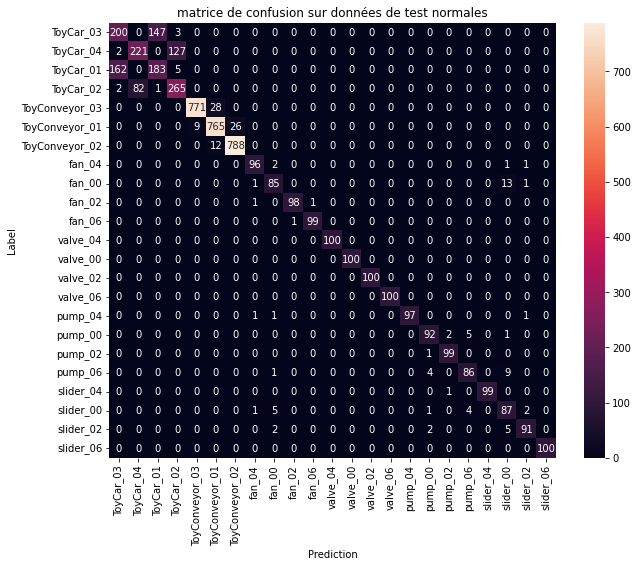 matrice de confusion sur données de test normales
ToyCar_03 200 0 147 3 0 0 0 0 0 0 0 0 0 0 0 0 0 0 0 0 0 0 0
ToyCar_04 2 221 0 127 0 0 0 0 0 0 0 0 0 0 0 0 0 0 0 0 0 0 0
ToyCar_01 162 0 183 5 0 0 0 0 0 0 0 0 0 0 0 0 0 0 0 0 0 0 0
ToyCar_02 2 82 1 265 0 0 0 0 0 0 0 0 0 0 0 0 0 0 0 0 0 0 0
ToyConveyor_03 0 0 0 0 771 28 0 0 0 0 0 0 0 0 0 0 0 0 0 0 0 0 0
ToyConveyor_01 0 0 0 0 9 765 26 0 0 0 0 0 0 0 0 0 0 0 0 0 0 0 0
ToyConveyor_02 0 0 0 0 0 12 788 0 0 0 0 0 0 0 0 0 0 0 0 0 0 0 0
fan_04 0 0 0 0 0 0 0 96 2 0 0 0 0 0 0 0 0 0 0 0 1 1 0
fan_00 0 0 0 0 0 0 0 1 85 0 0 0 0 0 0 0 0 0 0 0 13 1 0
fan_02 0 0 0 0 0 0 0 1 0 98 1 0 0 0 0 0 0 0 0 0 0 0 0
fan_06 0 0 0 0 0 0 0 0 0 1 99 0 0 0 0 0 0 0 0 0 0 0 0
valve_04 0 0 0 0 0 0 0 0 0 0 0 100 0 0 0 0 0 0 0 0 0 0 0
valve_00 0 0 0 0 0 0 0 0 0 0 0 0 100 0 0 0 0 0 0 0 0 0 0
valve_02 0 0 0 0 0 0 0 0 0 0 0 0 0 100 0 0 0 0 0 0 0 0 0
valve_06 0 0 0 0 0 0 0 0 0 0 0 0 0 0 100 0 0 0 0 0 0 0 0
pump_04 0 0 0 0 0 0 0 1 1 0 0 0 0 0 0 97 0 0 0 0 0 1 0
pump_00 0 0 0 0 0 0 0 0 0 0 0 0 0 0 0 0 92 2 5 0 1 0 0
pump_02 0 0 0 0 0 0 0 0 0 0 0 0 0 0 0 0 1 99 0 0 0 0 0
pump_06 0 0 0 0 0 0 0 0 1 0 0 0 0 0 0 0 4 0 86 0 9 0 0
slider_04 0 0 0 0 0 0 0 0 0 0 0 0 0 0 0 0 0 1 0 99 0 0 0
slider_00 0 0 0 0 0 0 0 1 5 0 0 0 0 0 0 0 1 0 4 0 87 2 0
slider_02 0 0 0 0 0 0 0 0 2 0 0 0 0 0 0 0 2 0 0 0 5 91 0
slider_06 0 0 0 0 0 0 0 0 0 0 0 0 0 0 0 0 0 0 0 0 0 0 100
Label
ToyCar_03
ToyCar_04
ToyCar_01
ToyCar_02
ToyConveyor_03
ToyConveyor_01
ToyConveyor_02
fan_04
fan_00
fan_02
fan_06
valve_04
valve_00
valve_02
valve_06
pump_04
pump_00
pump_02
pump_06
slider_04
slider_00
slider_02
slider_06
Prediction
700
600
500
400
300
200
100
0